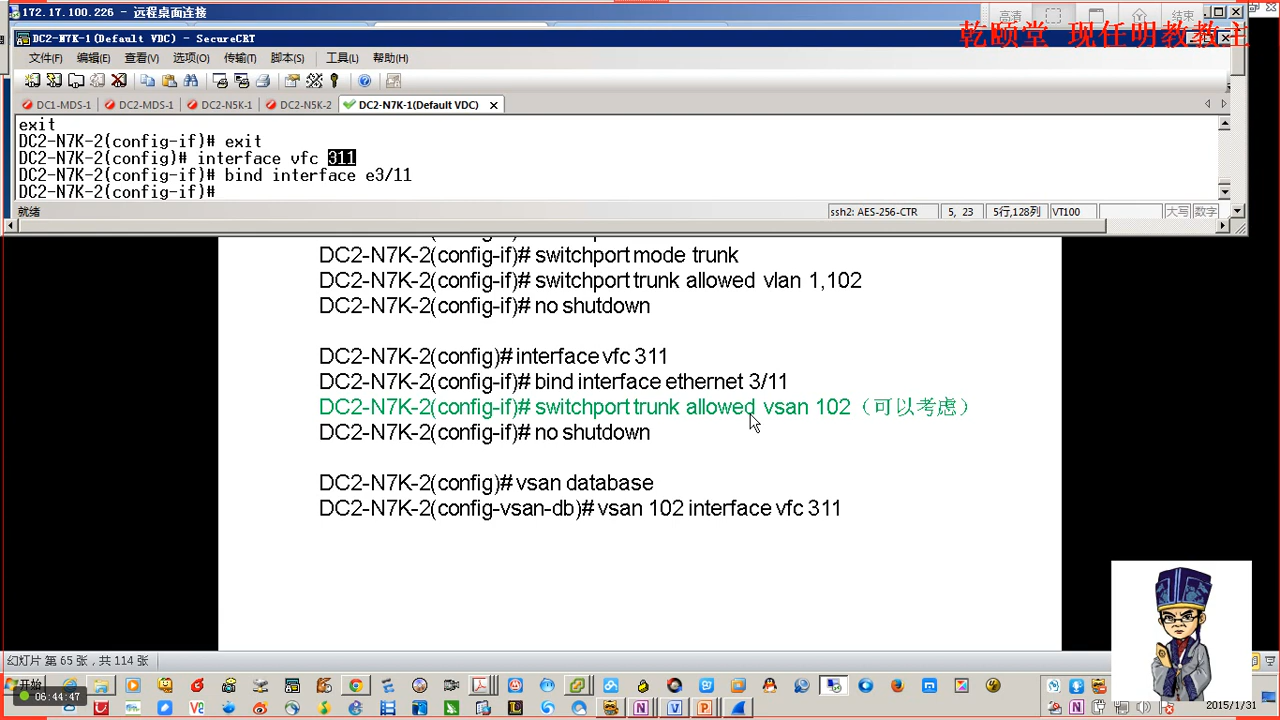 172.17.100.226 - 远程桌面连接
高清
结束
乾颐堂 现任明教教主
DC2-N7K-1(Default VDC) - SecureCRT
文件(F) 编辑(E) 查看(V) 选项(O) 传输(T) 脚本(S) 工具(L) 帮助(H)
DC1-MDS-1 DC2-MDS-1 DC2-N5K-1 DC2-N5K-2 DC2-N7K-1(Default VDC)
exit
DC2-N7K-2(config-if)# exit
DC2-N7K-2(config)# interface vfc 311
DC2-N7K-2(config-if)# bind interface e3/11
DC2-N7K-2(config-if)#
就绪
ssh2: AES-256-CTR 5, 23 5行,128列 VT100 大写 数字
DC2-N7K-2(config-if)# switchport mode trunk
DC2-N7K-2(config-if)# switchport trunk allowed vlan 1,102
DC2-N7K-2(config-if)# no shutdown
DC2-N7K-2(config)# interface vfc 311
DC2-N7K-2(config-if)# bind interface ethernet 3/11
DC2-N7K-2(config-if)# switchport trunk allowed vsan 102（可以考虑）
DC2-N7K-2(config-if)# no shutdown
DC2-N7K-2(config)# vsan database
DC2-N7K-2(config-vsan-db)# vsan 102 interface vfc 311
幻灯片 第 65 张，共 114 张
开始
06:44:47
2015/1/31